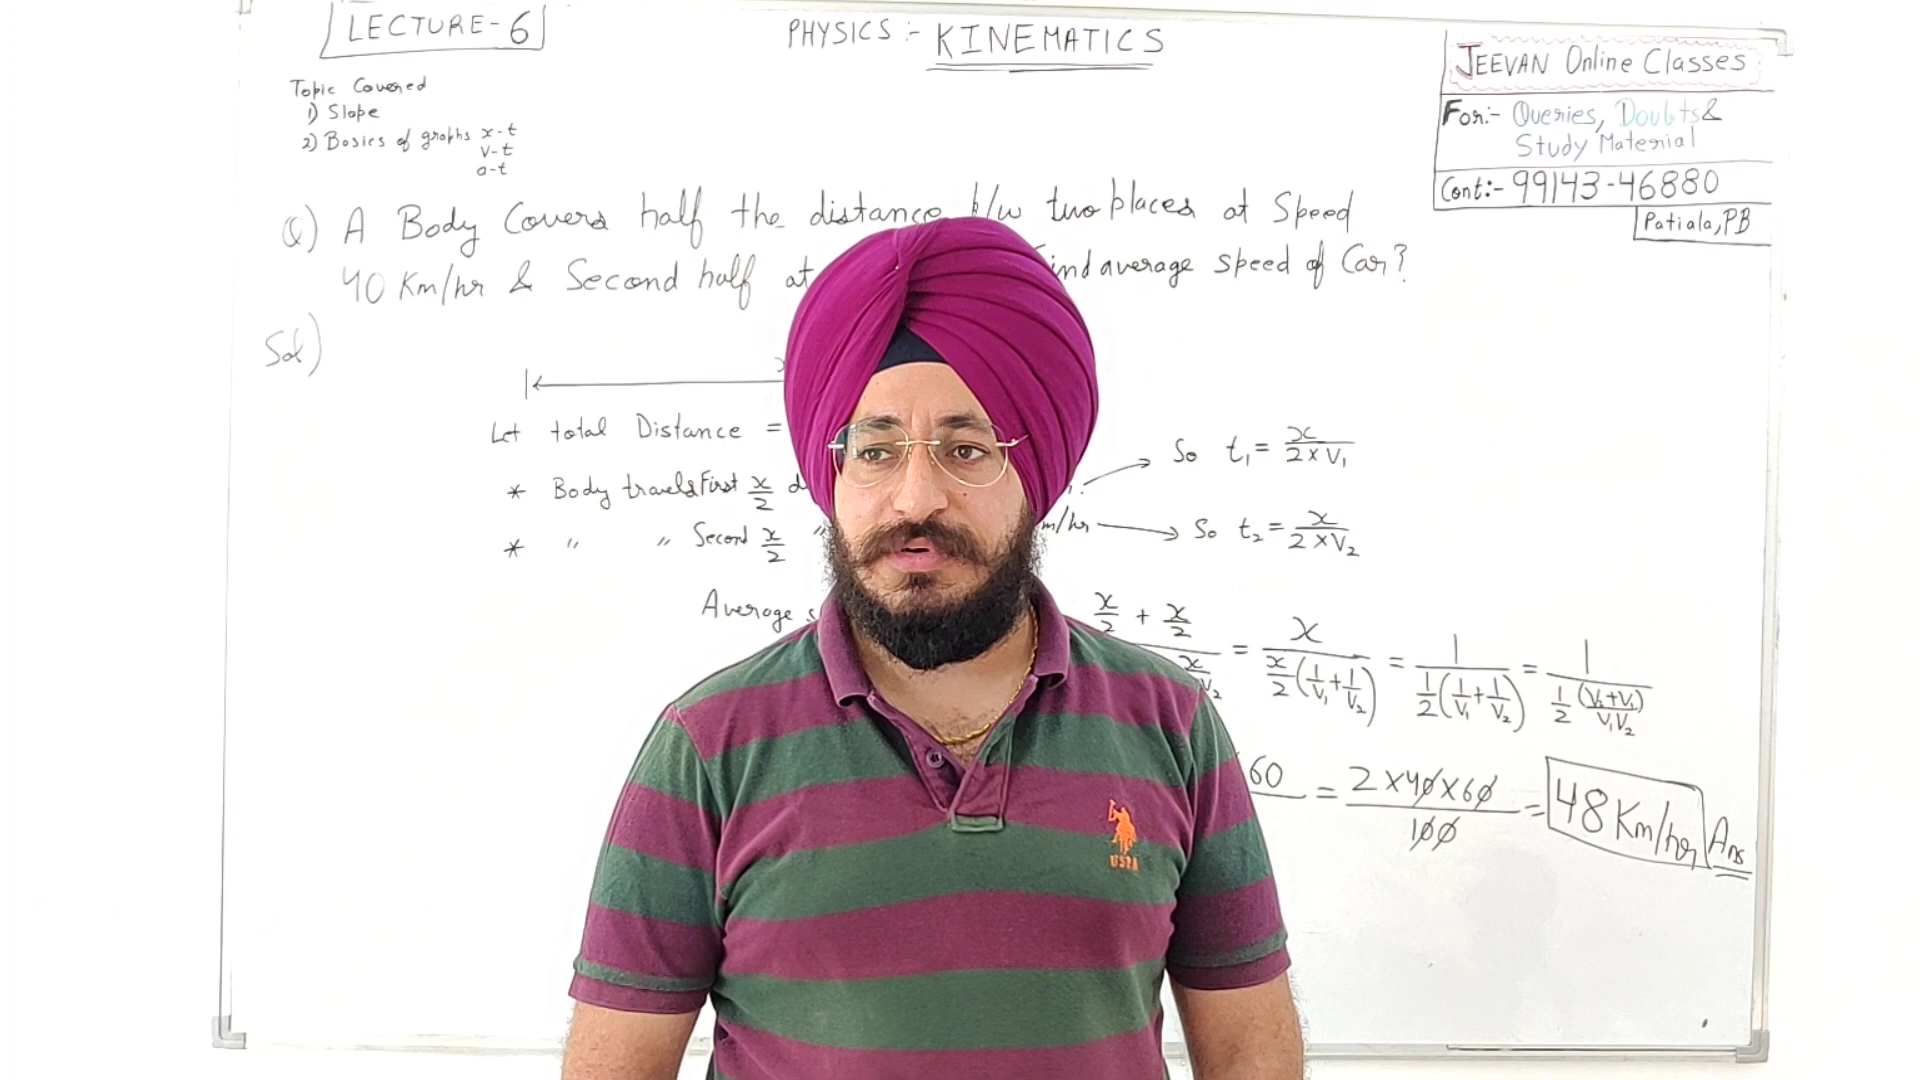 LECTURE-6
PHYSICS :- KINEMATICS
JEEVAN Online Classes
For:- Queries, Doubts &
Study Material
Cont:- 99143-46880
Patiala, PB
Topic Covered
1) Slope
2) Basics of graphs x-t
v-t
a-t
Q) A Body Covers half the distance b/w two places at Speed
40 Km/hr & Second half at ind average speed of Car?
Sol)
Let total Distance =
* Body travels First x/2
So t₁ = x/(2×V₁)
* " " Second x/2 " m/hr
So t₂ = x/(2×V₂)
Average s
x/2 + x/2
= x/(x/2(1/V₁+1/V₂)) = 1/(1/2(1/V₁+1/V₂)) = 1/(1/2(V₂+V₁)/V₁V₂)
60 = 2×40×60/100 = 48 Km/hr Ans
USPA